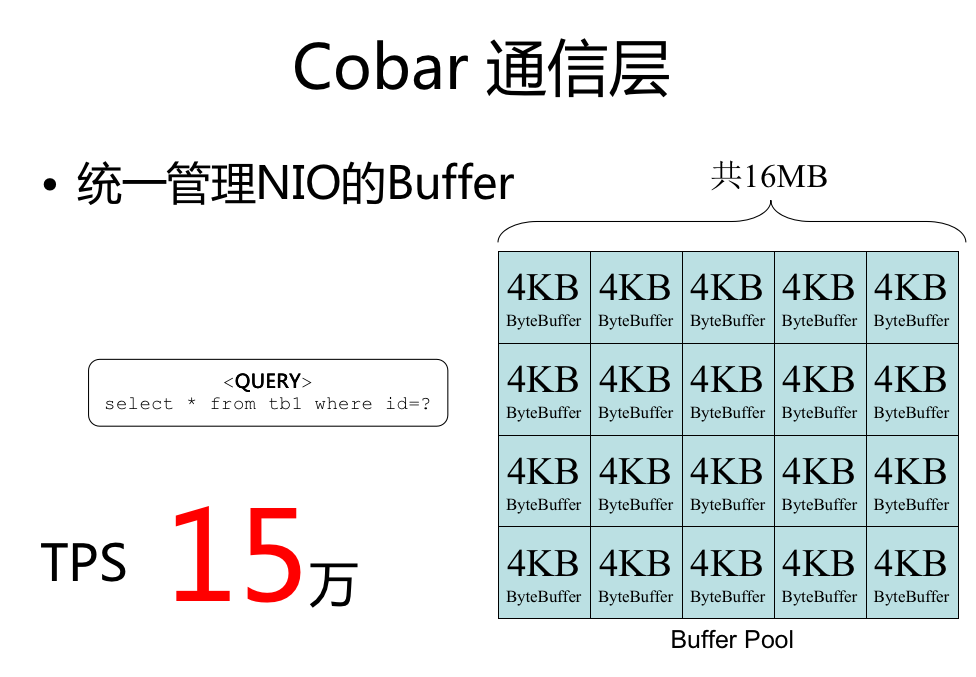 Cobar 通信层
• 统一管理NIO的Buffer
共16MB
4KB 4KB 4KB 4KB 4KB
ByteBuffer ByteBuffer ByteBuffer ByteBuffer ByteBuffer
4KB 4KB 4KB 4KB 4KB
ByteBuffer ByteBuffer ByteBuffer ByteBuffer ByteBuffer
4KB 4KB 4KB 4KB 4KB
ByteBuffer ByteBuffer ByteBuffer ByteBuffer ByteBuffer
4KB 4KB 4KB 4KB 4KB
ByteBuffer ByteBuffer ByteBuffer ByteBuffer ByteBuffer
Buffer Pool
<QUERY>
select * from tb1 where id=?
TPS 15万